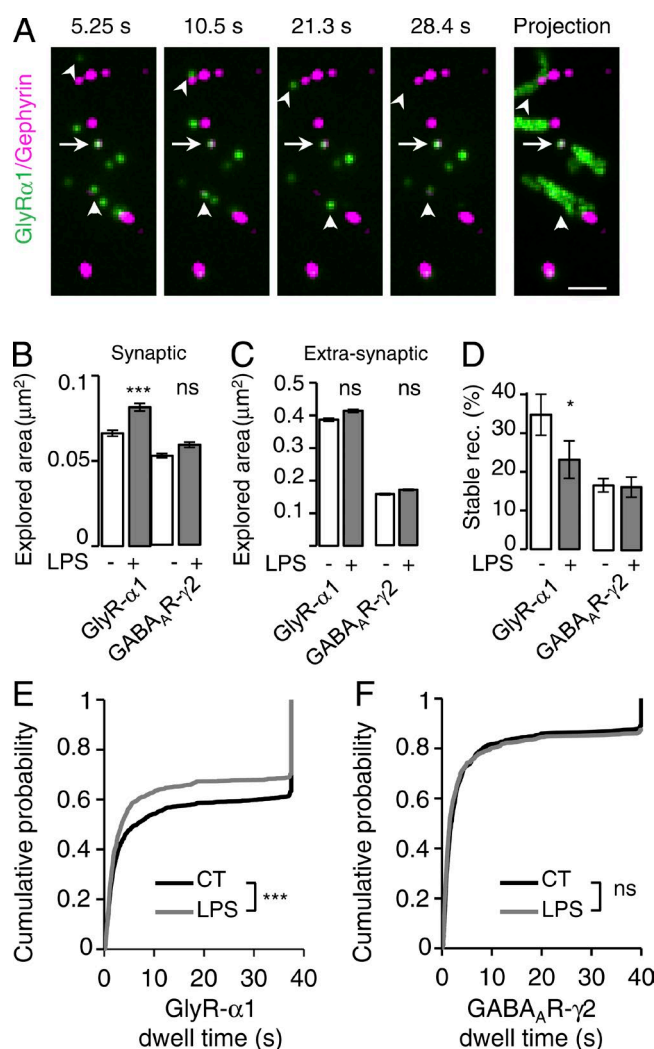 A
5.25 s 10.5 s 21.3 s 28.4 s Projection
GlyRα1/Gephyrin
B Synaptic
Explored area (μm²)
0.1
0.05
0
*** ns
LPS - + - +
GlyR-α1 GABA_AR-γ2
C Extra-synaptic
Explored area (μm²)
0.5
0.4
0.3
0.2
0.1
ns ns
- + - +
GlyR-α1 GABA_AR-γ2
D
Stable rec. (%)
40
30
20
10
0
*
LPS - + - +
GlyR-α1 GABA_AR-γ2
E
Cumulative probability
1
0.8
0.6
0.4
0.2
0
CT
LPS
***
0 10 20 30 40
GlyR-α1
dwell time (s)
F
Cumulative probability
1
0.8
0.6
0.4
0.2
0
CT
LPS
ns
0 10 20 30 40
GABA_AR-γ2
dwell time (s)